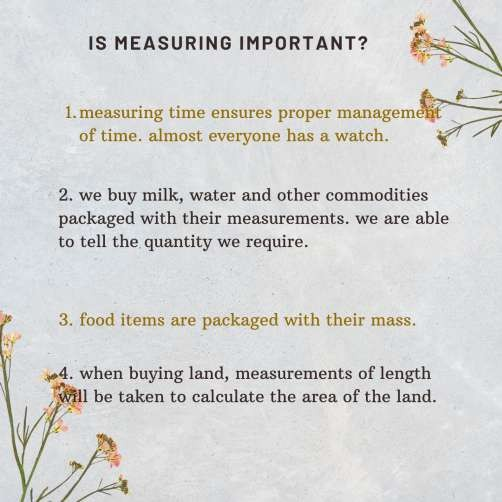 IS MEASURING IMPORTANT?
1. measuring time ensures proper management
of time. almost everyone has a watch.
2. we buy milk, water and other commodities
packaged with their measurements. we are able
to tell the quantity we require.
3. food items are packaged with their mass.
4. when buying land, measurements of length
will be taken to calculate the area of the land.